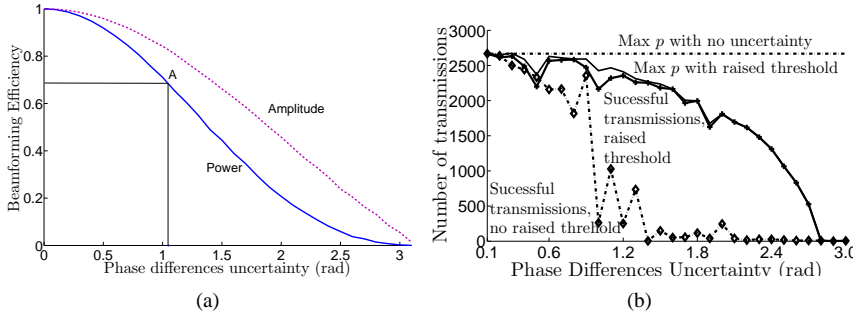 1
0.8
0.6
0.4
0.2
0
Beamforming Efficiency
A
Amplitude
Power
0 0.5 1 1.5 2 2.5 3
Phase differences uncertainty (rad)
(a)
3000
2500
2000
1500
1000
500
0
Number of transmissions
Max p with no uncertainty
Max p with raised threshold
Sucessful
transmissions,
raised
threshold
Sucessful
transmissions,
no raised threhold
0.1 0.6 1.2 1.8 2.4 3.0
Phase Differences Uncertainty (rad)
(b)